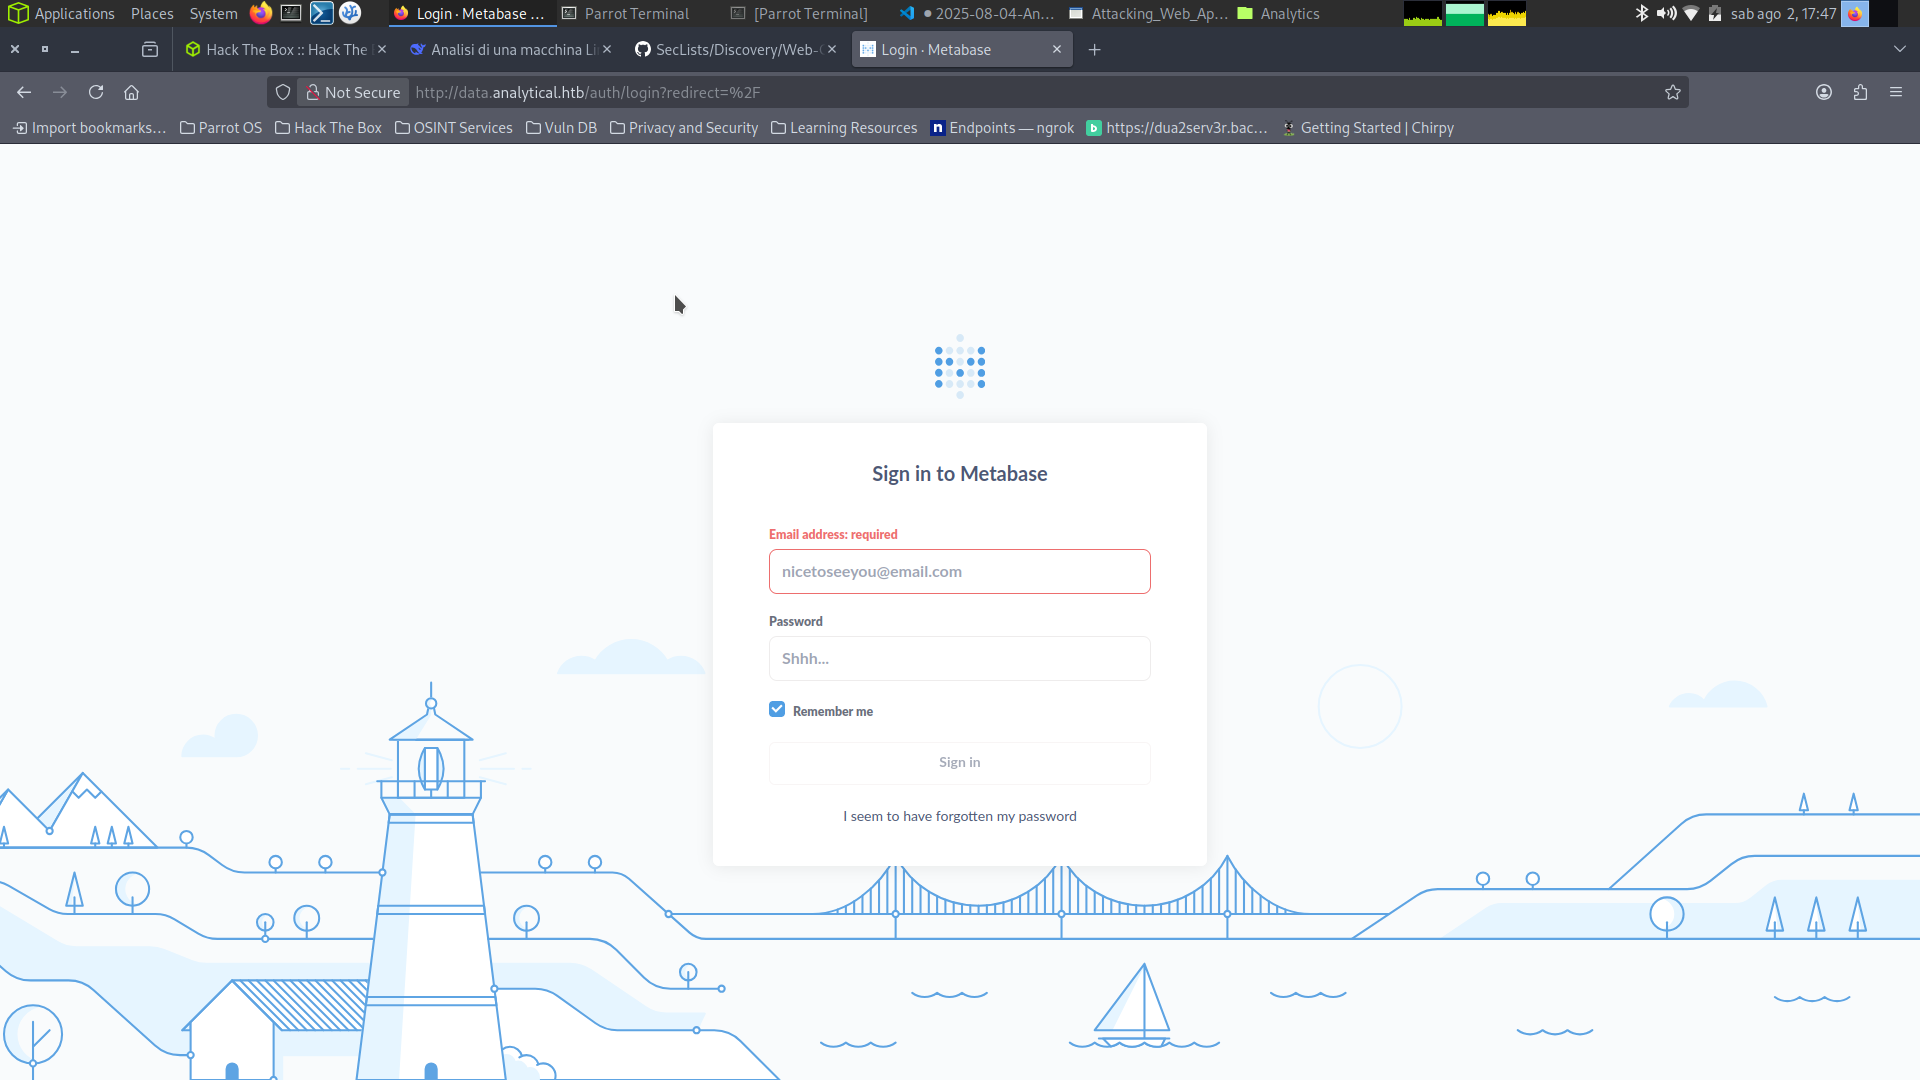 Applications Places System Login · Metabase ... Parrot Terminal [Parrot Terminal] ● 2025-08-04-An... Attacking_Web_Ap... Analytics sab ago 2, 17:47
Hack The Box :: Hack The Analisi di una macchina Li SecLists/Discovery/Web- Login · Metabase
Not Secure http://data.analytical.htb/auth/login?redirect=%2F
Import bookmarks... Parrot OS Hack The Box OSINT Services Vuln DB Privacy and Security Learning Resources Endpoints — ngrok https://dua2serv3r.bac... Getting Started | Chirpy
Sign in to Metabase
Email address: required
nicetoseeyou@email.com
Password
Shhh...
Remember me
Sign in
I seem to have forgotten my password